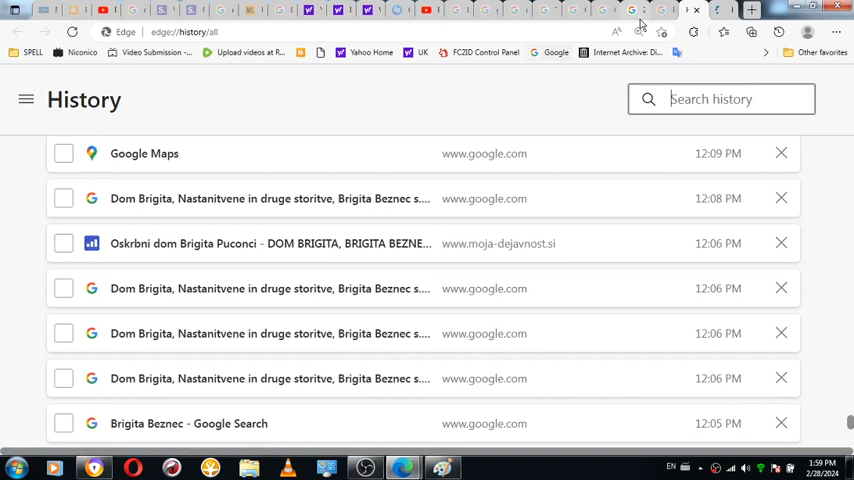 Edge
edge://history/all
SPELL
Niconico
Video Submission -...
Upload videos at R...
Yahoo Home
UK
FC2ID Control Panel
Google
Internet Archive: Di...
Other favorites
History
Search history
Google Maps www.google.com 12:09 PM
Dom Brigita, Nastanitvene in druge storitve, Brigita Beznec s.... www.google.com 12:08 PM
Oskrbni dom Brigita Puconci - DOM BRIGITA, BRIGITA BEZNE... www.moja-dejavnost.si 12:06 PM
Dom Brigita, Nastanitvene in druge storitve, Brigita Beznec s.... www.google.com 12:06 PM
Dom Brigita, Nastanitvene in druge storitve, Brigita Beznec s.... www.google.com 12:06 PM
Dom Brigita, Nastanitvene in druge storitve, Brigita Beznec s.... www.google.com 12:06 PM
Brigita Beznec - Google Search www.google.com 12:05 PM
EN
1:59 PM
2/28/2024